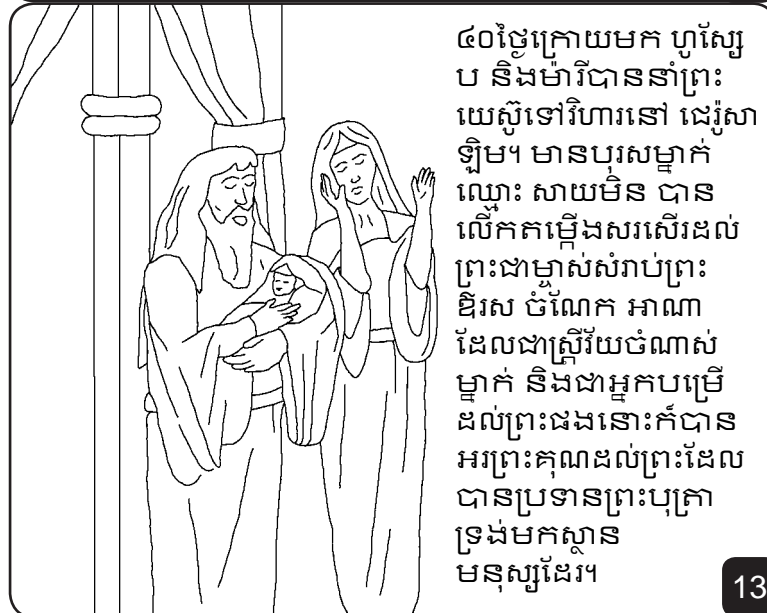 ៤០ថ្ងៃក្រោយមក ហូស្សែ
ប និងម៉ារីបាននាំព្រះ
យេស៊ូទៅវិហារនៅ ជេរ៉ូសា
ឡិម។ មានបុរសម្នាក់
ឈ្មោះ សាយមិន បាន
លើកតម្កើងសរសើរដល់
ព្រះជាម្ចាស់សំរាប់ព្រះ
ឱរស ចំណែក អាណា
ដែលជាស្ត្រីវ័យចំណាស់
ម្នាក់ និងជាអ្នកបម្រើ
ដល់ព្រះផងនោះក៏បាន
អរព្រះគុណដល់ព្រះដែល
បានប្រទានព្រះបុត្រា
ទ្រង់មកស្ថាន
មនុស្សដែរ។
13